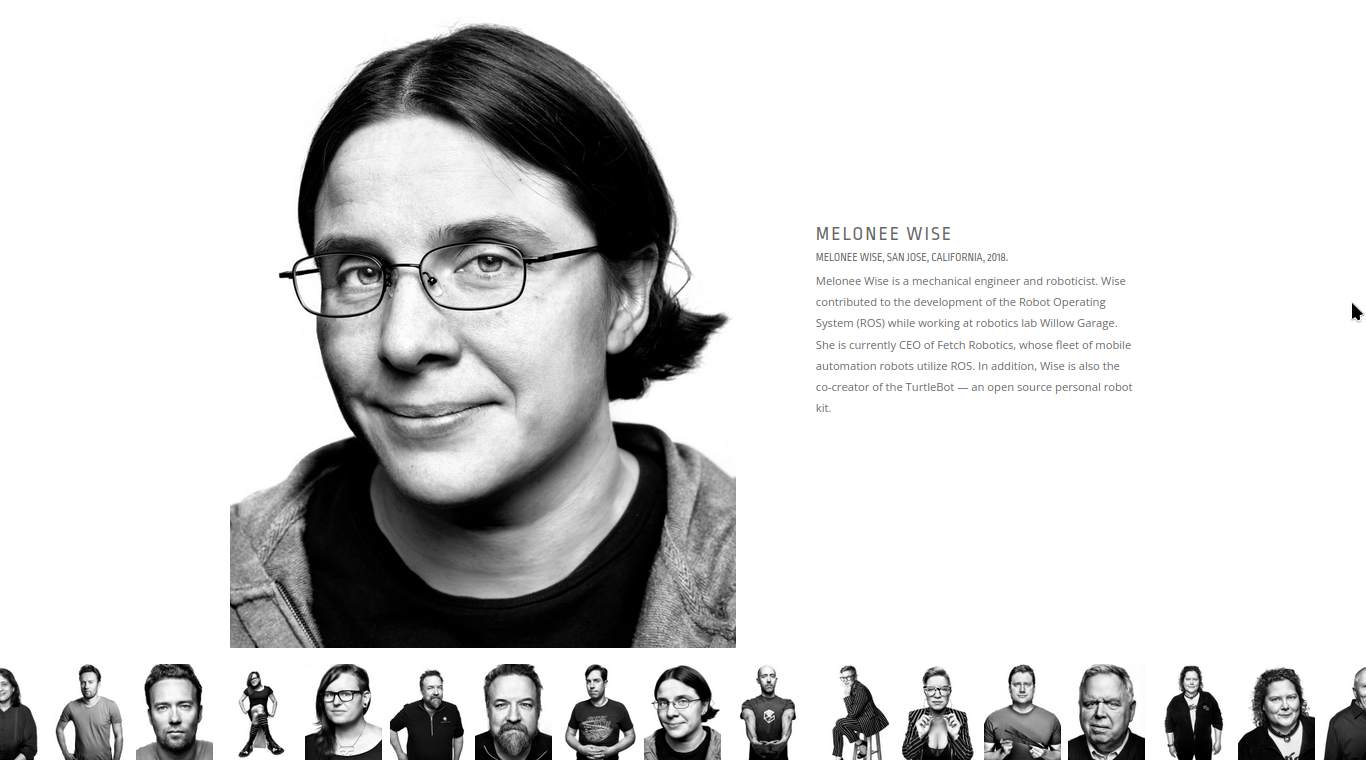 MELONEE WISE
MELONEE WISE, SAN JOSE, CALIFORNIA, 2018.
Melonee Wise is a mechanical engineer and roboticist. Wise
contributed to the development of the Robot Operating
System (ROS) while working at robotics lab Willow Garage.
She is currently CEO of Fetch Robotics, whose fleet of mobile
automation robots utilize ROS. In addition, Wise is also the
co-creator of the TurtleBot — an open source personal robot
kit.